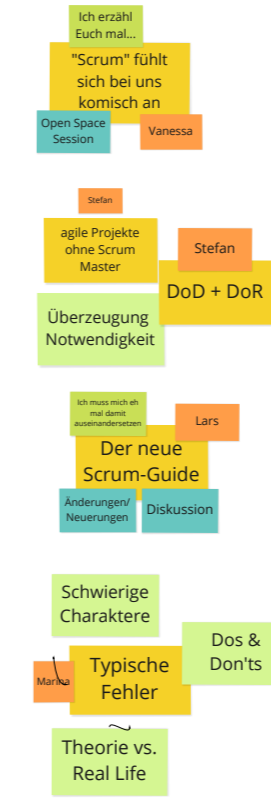 Ich erzähl
Euch mal...
"Scrum" fühlt
sich bei uns
komisch an
Open Space
Session
Vanessa
Stefan
agile Projekte
ohne Scrum
Master
Stefan
DoD + DoR
Überzeugung
Notwendigkeit
Ich muss mich eh
mal damit
auseinandersetzen
Lars
Der neue
Scrum-Guide
Änderungen/
Neuerungen
Diskussion
Schwierige
Charaktere
Dos &
Don'ts
Marina
Typische
Fehler
Theorie vs.
Real Life